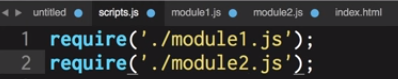 untitled scripts.js module1.js module2.js index.html
1 require('./module1.js');
2 require('./module2.js');